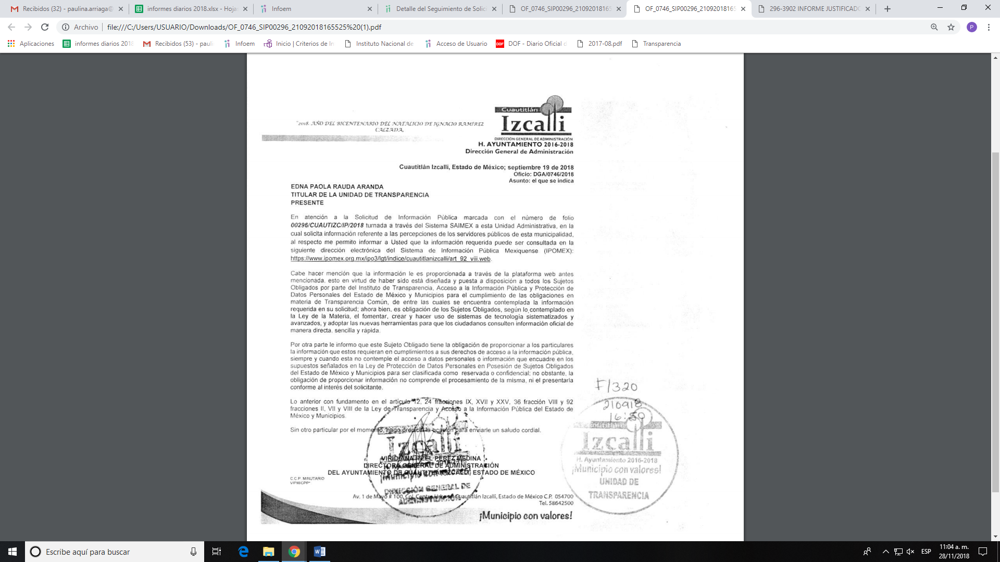 Recibidos (32) - paulina.arriaga@
informes diarios 2018.xlsx - Hoja
Infoem
Detalle del Seguimiento de Solici
OF_0746_SIP00296_2109201816
OF_0746_SIP00296_2109201816
296-3902 INFORME JUSTIFICADO
Archivo
file:///C:/Users/USUARIO/Downloads/OF_0746_SIP00296_21092018165525%20(1).pdf
P
Aplicaciones
informes diarios 2018
Recibidos (53) - pauli
Infoem
Inicio | Criterios de In
Instituto Nacional de
Acceso de Usuario
DOF - Diario Oficial d
2017-08.pdf
Transparencia
Cuautitlán
Izcalli
DIRECCIÓN GENERAL DE ADMINISTRACIÓN
"2018. AÑO DEL BICENTENARIO DEL NATALICIO DE IGNACIO RAMIREZ
CALZADA,
H. AYUNTAMIENTO 2016-2018
Dirección General de Administración
Cuautitlán Izcalli, Estado de México; septiembre 19 de 2018
Oficio: DGA/0746/2018
Asunto: el que se indica
EDNA PAOLA RAUDA ARANDA
TITULAR DE LA UNIDAD DE TRANSPARENCIA
PRESENTE
En atención a la Solicitud de Información Pública marcada con el número de folio
00296/CUAUTIZC/IP/2018 turnada a través del Sistema SAIMEX a esta Unidad Administrativa, en la
cual solicita información referente a las percepciones de los servidores públicos de esta municipalidad,
al respecto me permito informar a Usted que la información requerida puede ser consultada en la
siguiente dirección electrónica del Sistema de Información Pública Mexiquense (IPOMEX):
https://www.ipomex.org.mx/ipo3/lgt/indice/cuautitlanizcalli/art_92_viii.web.
Cabe hacer mención que la información le es proporcionada a través de la plataforma web antes
mencionada, esto en virtud de haber sido está diseñada y puesta a disposición a todos los Sujetos
Obligados por parte del Instituto de Transparencia, Acceso a la Información Pública y Protección de
Datos Personales del Estado de México y Municipios para el cumplimiento de las obligaciones en
materia de Transparencia Común, de entre las cuales se encuentra contemplada la información
requerida en su solicitud; ahora bien, es obligación de los Sujetos Obligados, según lo contemplado en
la Ley de la Materia, el fomentar, crear y hacer uso de sistemas de tecnología sistematizados y
avanzados, y adoptar las nuevas herramientas para que los ciudadanos consulten información oficial de
manera directa, sencilla y rápida.
Por otra parte le informo que este Sujeto Obligado tiene la obligación de proporcionar a los particulares
la información que estos requieran en cumplimientos a sus derechos de acceso a la información pública,
siempre y cuando esta no contemple el acceso a datos personales o información que encuadre en los
supuestos señalados en la Ley de Protección de Datos Personales en Posesión de Sujetos Obligados
del Estado de México y Municipios para ser clasificada como reservada o confidencial; no obstante, la
obligación de proporcionar información no comprende el procesamiento de la misma, ni el presentarla
conforme al interés del solicitante.
Lo anterior con fundamento en el artículo 12, 24 fracciones IX, XVII y XXV, 36 fracción VIII y 92
fracciones II, VII y VIII de la Ley de Transparencia y Acceso a la Información Pública del Estado de
México y Municipios.
Sin otro particular por el momento, hago propicia la ocasión para enviarle un saludo cordial.
Izcalli
VIRIDIANA ITZEL PEREZ MEDINA
DIRECTORA GENERAL DE ADMINISTRACIÓN
DEL AYUNTAMIENTO DE CUAUTITLÁN IZCALLI, ESTADO DE MÉXICO
¡Municipio con valores!
DIRECCIÓN GENERAL DE
ADMINISTRACIÓN
C.C.P. MINUTARIO
VIPM/CPP*
Av. 1 de Mayo # 100, Col. Centro Urbano, Cuautitlán Izcalli, Estado de México C.P. 054700
Tel. 58642500
¡Municipio con valores!
F/320
210918
16:50
Cuautitlán
Izcalli
H. Ayuntamiento 2016-2018
¡Municipio con valores!
UNIDAD DE
TRANSPARENCIA
Escribe aquí para buscar
ESP
11:04 a. m.
28/11/2018